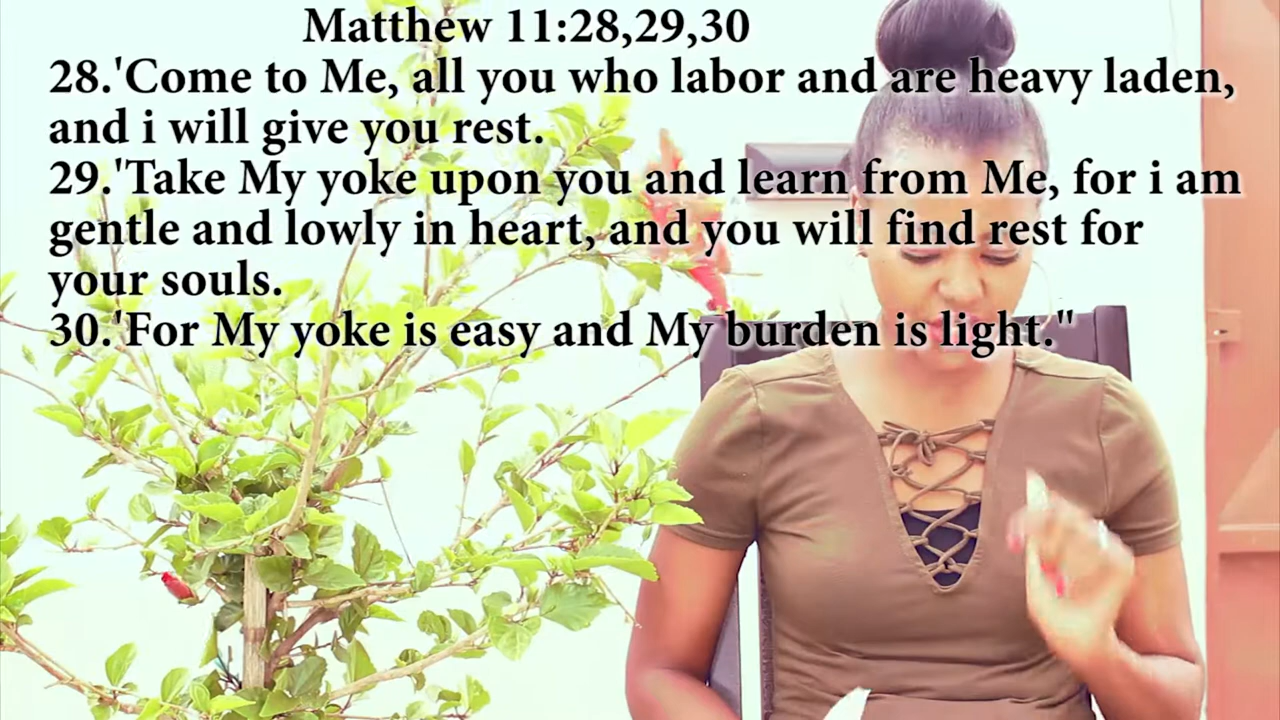 Matthew 11:28,29,30
28.'Come to Me, all you who labor and are heavy laden,
and i will give you rest.
29.'Take My yoke upon you and learn from Me, for i am
gentle and lowly in heart, and you will find rest for
your souls.
30.'For My yoke is easy and My burden is light."